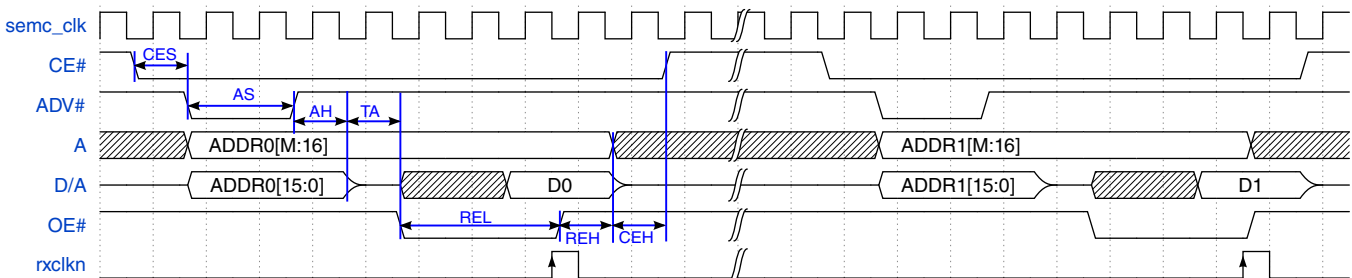 semc_clk
CES
CE#
ADV# AS
AH TA
A ADDR0[M:16] ADDR1[M:16]
D/A ADDR0[15:0] D0 ADDR1[15:0] D1
OE# REL
REH CEH
rxclkn